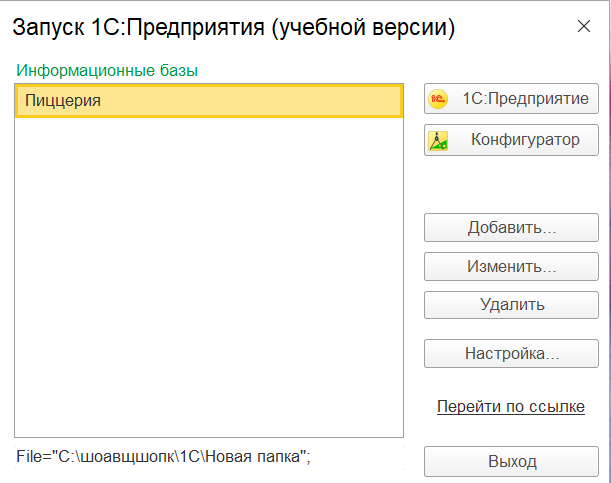 Запуск 1С:Предприятия (учебной версии)
Информационные базы
Пиццерия
1С:Предприятие
Конфигуратор
Добавить...
Изменить...
Удалить
Настройка...
Перейти по ссылке
File="C:\шоавщшопк\1С\Новая папка";
Выход